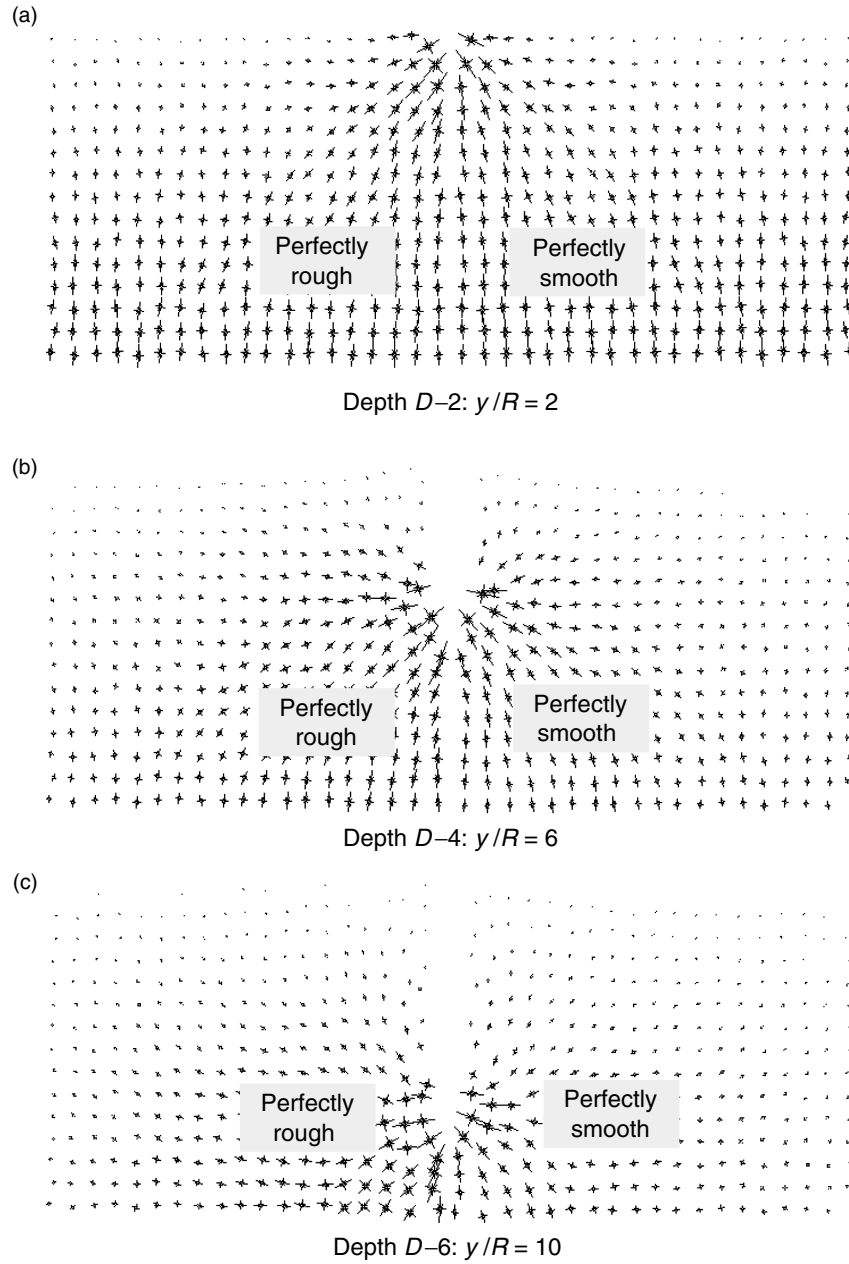 (a)
Perfectly
rough
Perfectly
smooth
Depth D–2: y/R = 2
(b)
Perfectly
rough
Perfectly
smooth
Depth D–4: y/R = 6
(c)
Perfectly
rough
Perfectly
smooth
Depth D–6: y/R = 10